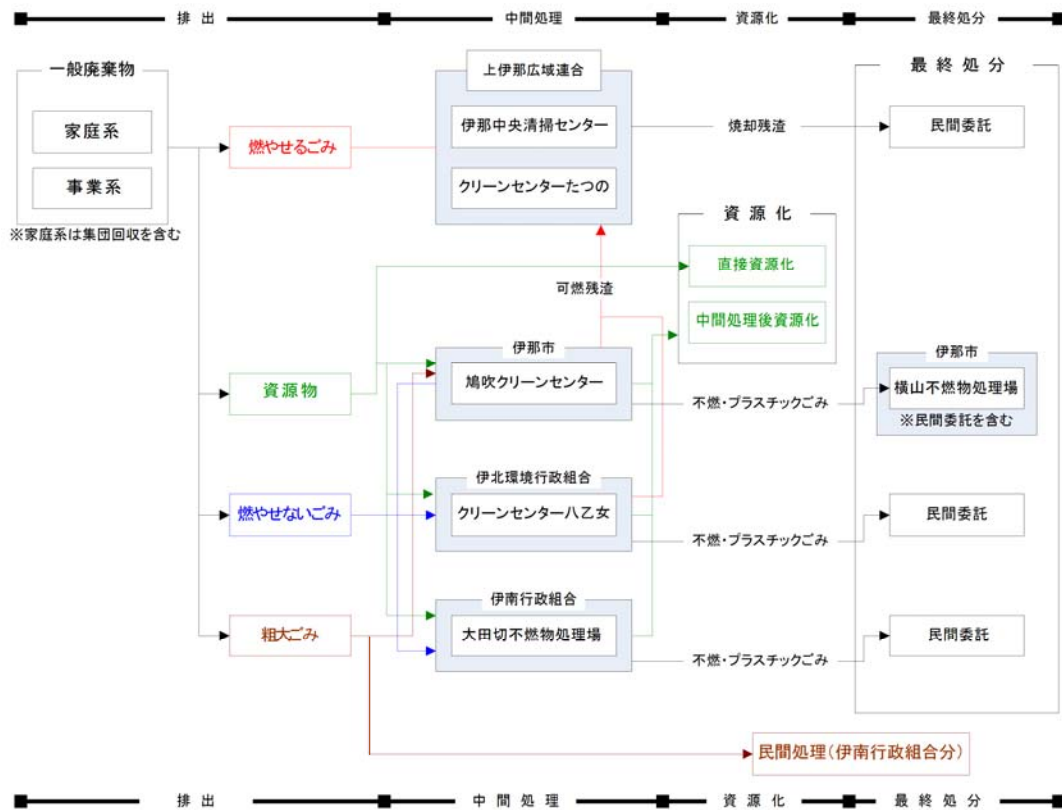 排 出
中間処理
資源化
最終処分
一般廃棄物
家庭系
事業系
※家庭系は集団回収を含む
燃やせるごみ
資源物
燃やせないごみ
粗大ごみ
上伊那広域連合
伊那中央清掃センター
クリーンセンターたつの
可燃残渣
伊那市
鳩吹クリーンセンター
伊北環境行政組合
クリーンセンター八乙女
伊南行政組合
大田切不燃物処理場
焼却残渣
資 源 化
直接資源化
中間処理後資源化
不燃・プラスチックごみ
不燃・プラスチックごみ
不燃・プラスチックごみ
最 終 処 分
民間委託
伊那市
横山不燃物処理場
※民間委託を含む
民間委託
民間委託
民間処理(伊南行政組合分)
排 出
中 間 処 理
資 源 化
最 終 処 分